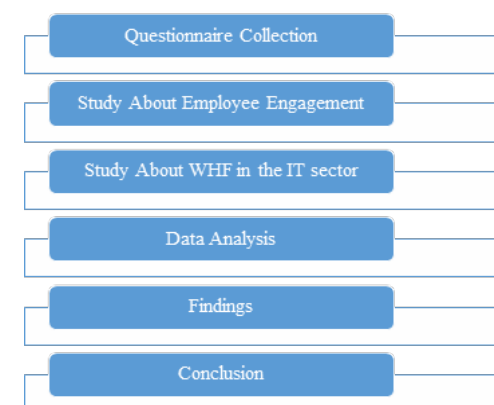 Questionnaire Collection
Study About Employee Engagement
Study About WHF in the IT sector
Data Analysis
Findings
Conclusion